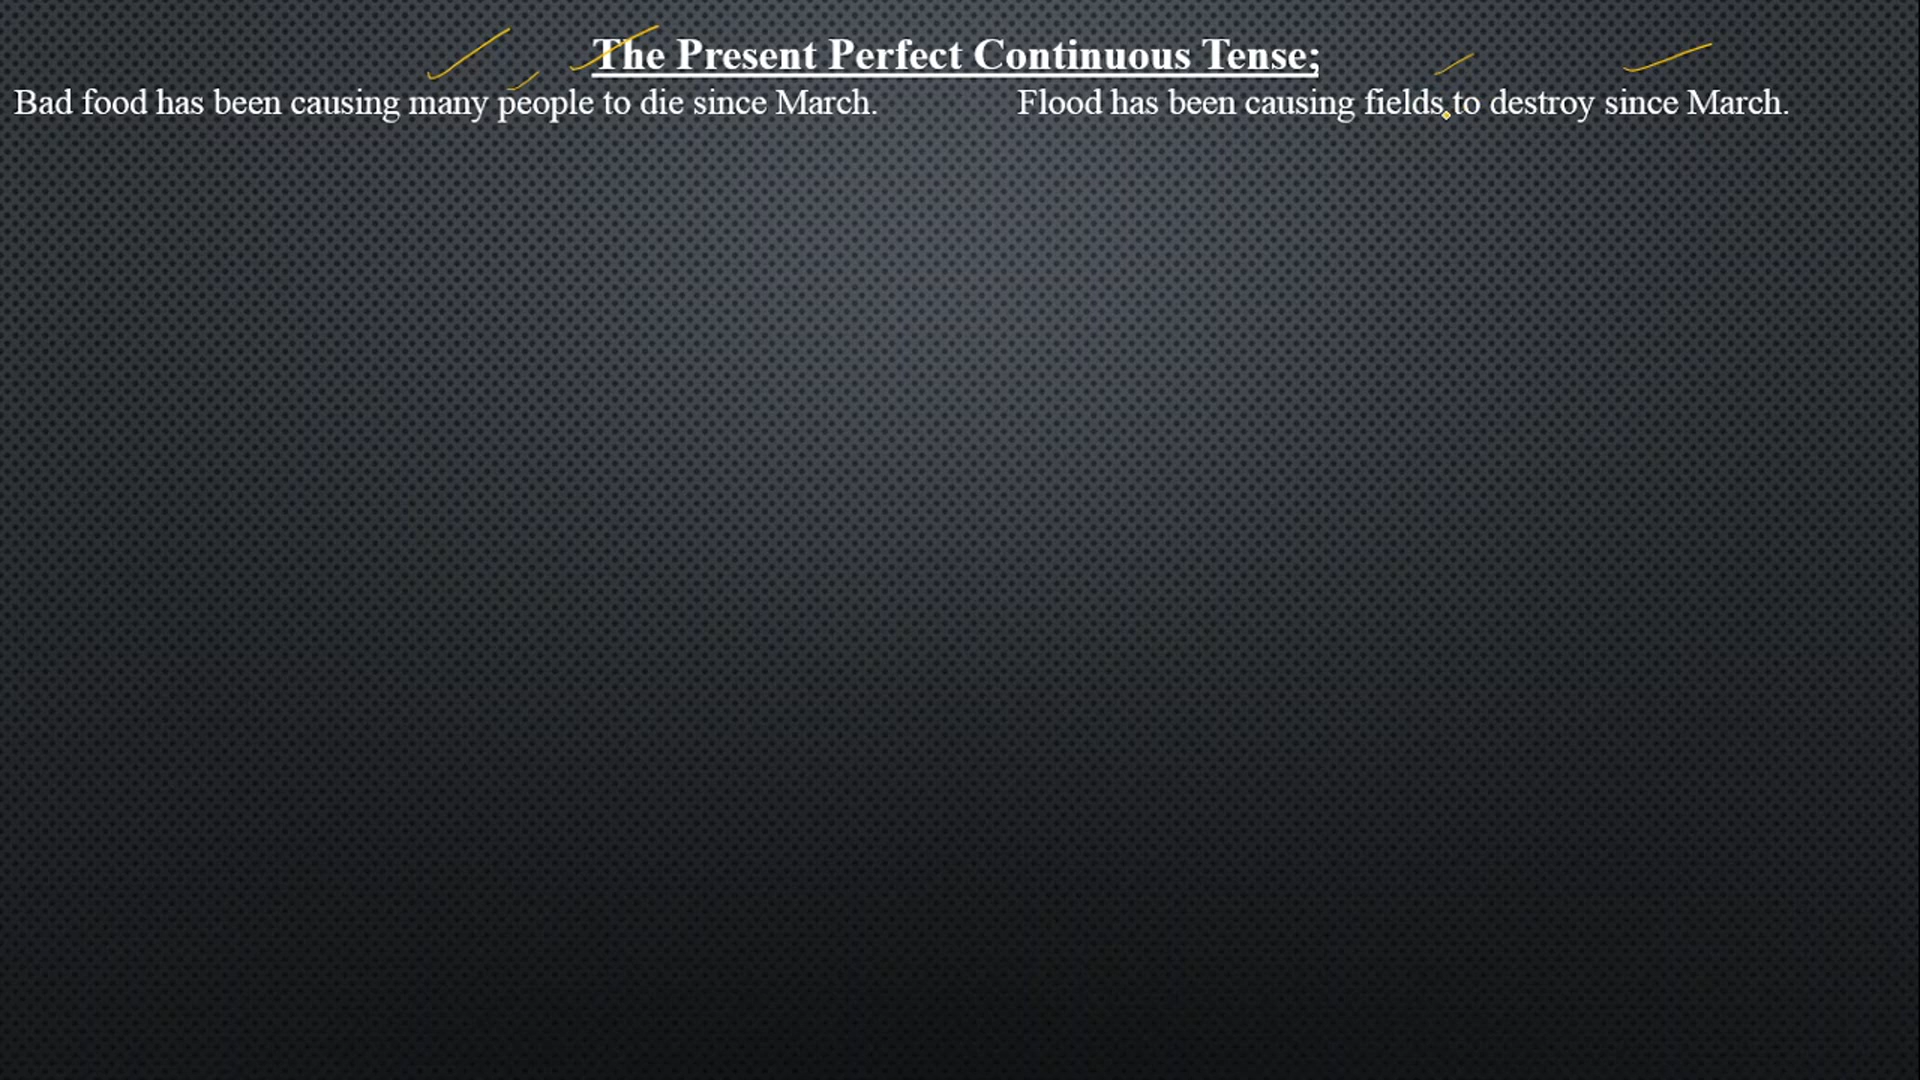 The Present Perfect Continuous Tense;
Bad food has been causing many people to die since March. Flood has been causing fields to destroy since March.